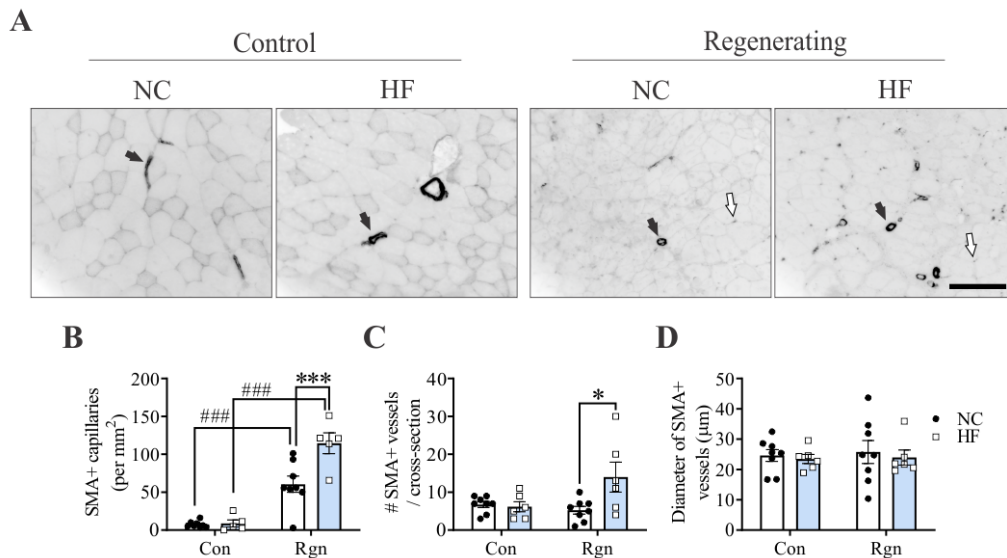 A
Control
Regenerating
NC
HF
NC
HF
B
C
D
SMA+ capillaries
(per mm²)
200
150
100
50
0
###
###
***
Con
Rgn
# SMA+ vessels
/ cross-section
40
30
20
10
0
*
Con
Rgn
Diameter of SMA+
vessels (µm)
50
40
30
20
10
0
Con
Rgn
NC
HF